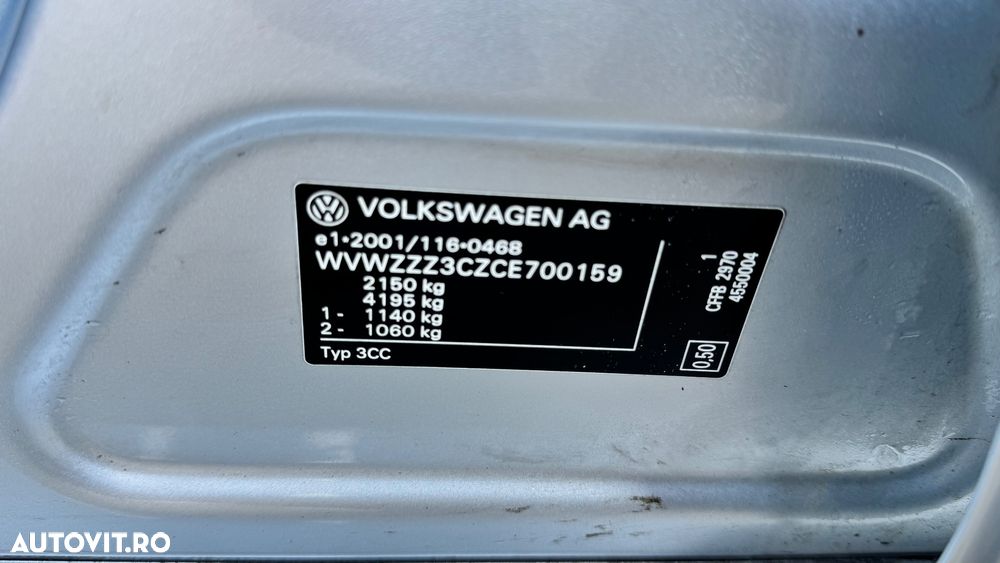 VOLKSWAGEN AG
e1*2001/116*0468
WVWZZZ3CZCE700159
2150 kg
4195 kg
1- 1140 kg
2- 1060 kg
Typ 3CC
1
CFFB 2970
4550004
0,50
AUTOVIT.RO